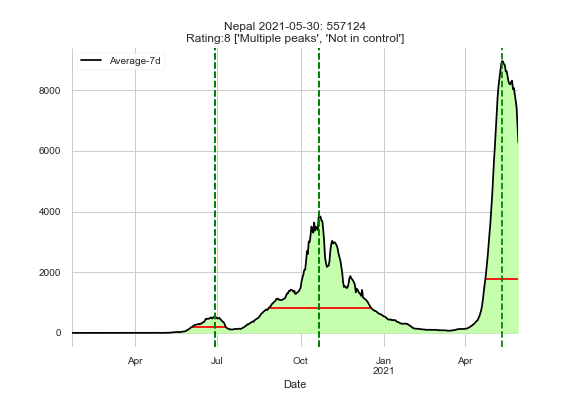 Nepal 2021-05-30: 557124
Rating:8 ['Multiple peaks', 'Not in control']
Average-7d
8000
6000
4000
2000
0
Apr
Jul
Oct
Jan
2021
Apr
Date